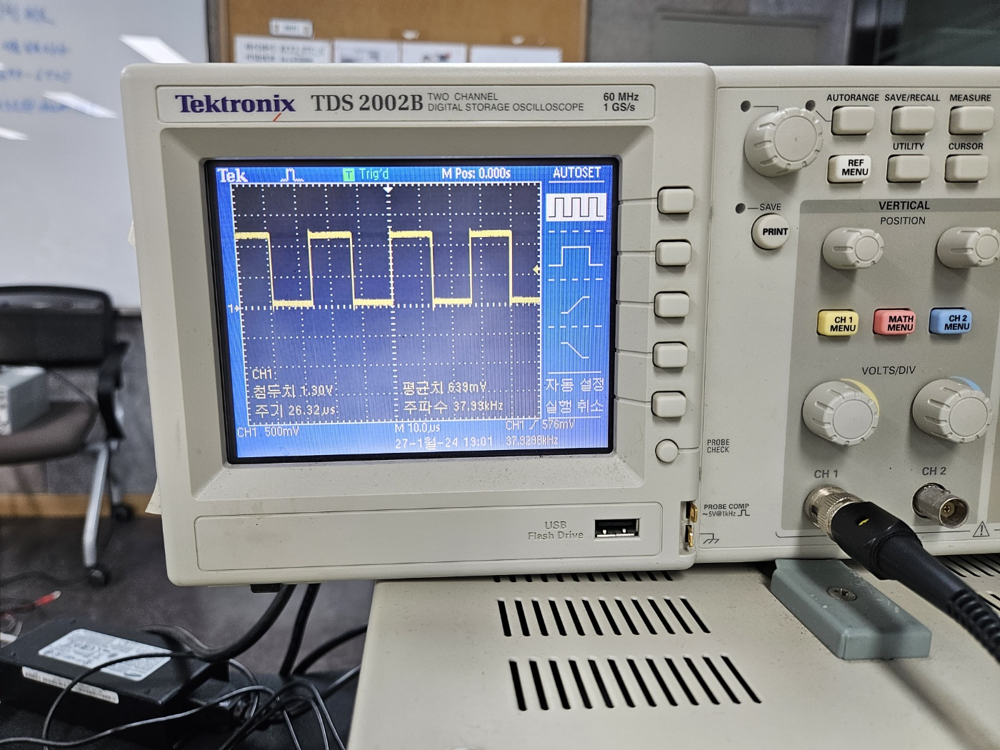 Tektronix TDS 2002B TWO CHANNEL DIGITAL STORAGE OSCILLOSCOPE
60 MHz
1 GS/s
Tek T Trig'd M Pos: 0.000s AUTOSET
1
CH1
첨두치 1.30V 평균치 639mV
주기 26.32µs 주파수 37.99kHz
자동 설정
실행 취소
CH1 500mV M 10.0µs CH1 576mV
27-1월-24 19:01 37.9298kHz
USB
Flash Drive
AUTORANGE SAVE/RECALL MEASURE
REF
MENU
UTILITY CURSOR
SAVE
PRINT
VERTICAL
POSITION
CH 1
MENU
MATH
MENU
CH 2
MENU
VOLTS/DIV
PROBE
CHECK
CH 1 CH 2
PROBE COMP
~5V@1kHz